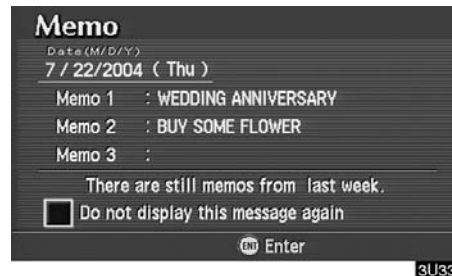 Memo
Date(M/D/Y)
7 / 22/2004 ( Thu )
Memo 1 : WEDDING ANNIVERSARY
Memo 2 : BUY SOME FLOWER
Memo 3 :
There are still memos from last week.
Do not display this message again
ENT Enter
3U33